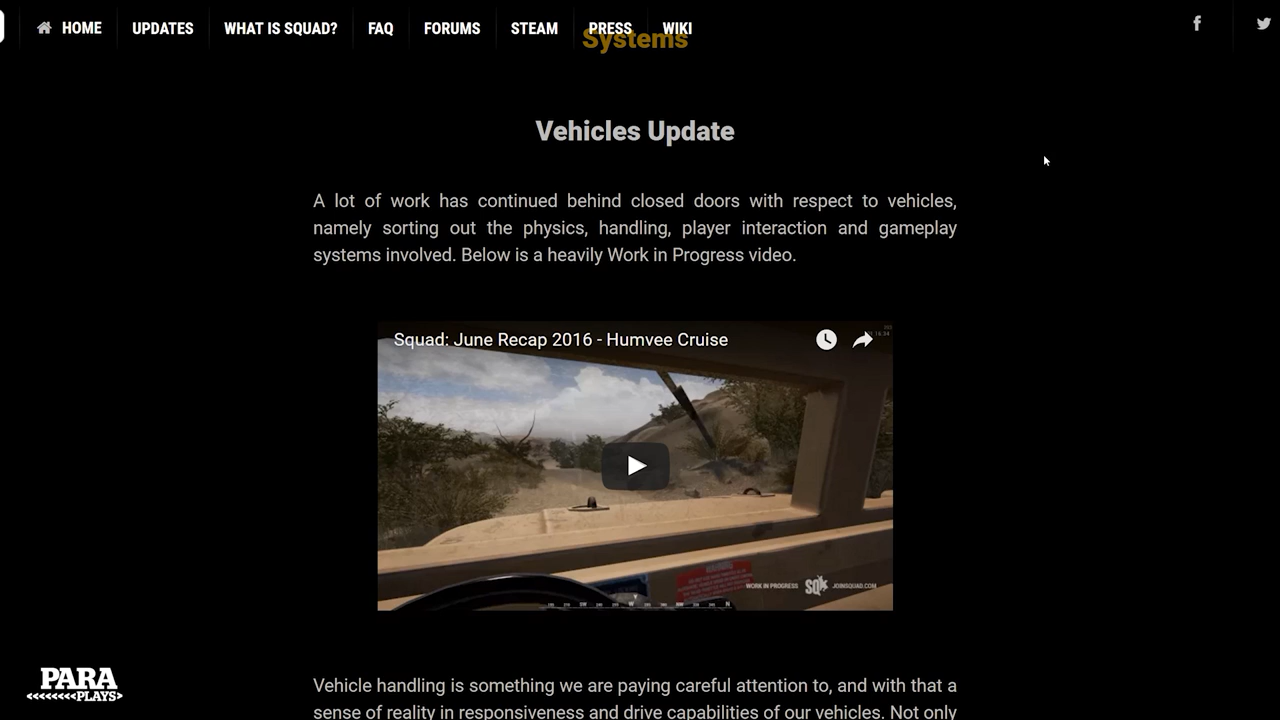 HOME UPDATES WHAT IS SQUAD? FAQ FORUMS STEAM PRESS WIKI
Systems
Vehicles Update
A lot of work has continued behind closed doors with respect to vehicles,
namely sorting out the physics, handling, player interaction and gameplay
systems involved. Below is a heavily Work in Progress video.
Squad: June Recap 2016 - Humvee Cruise
WORK IN PROGRESS SQ JOINSQUAD.COM
PARA
PLAYS
Vehicle handling is something we are paying careful attention to, and with that a
sense of reality in responsiveness and drive capabilities of our vehicles. Not only